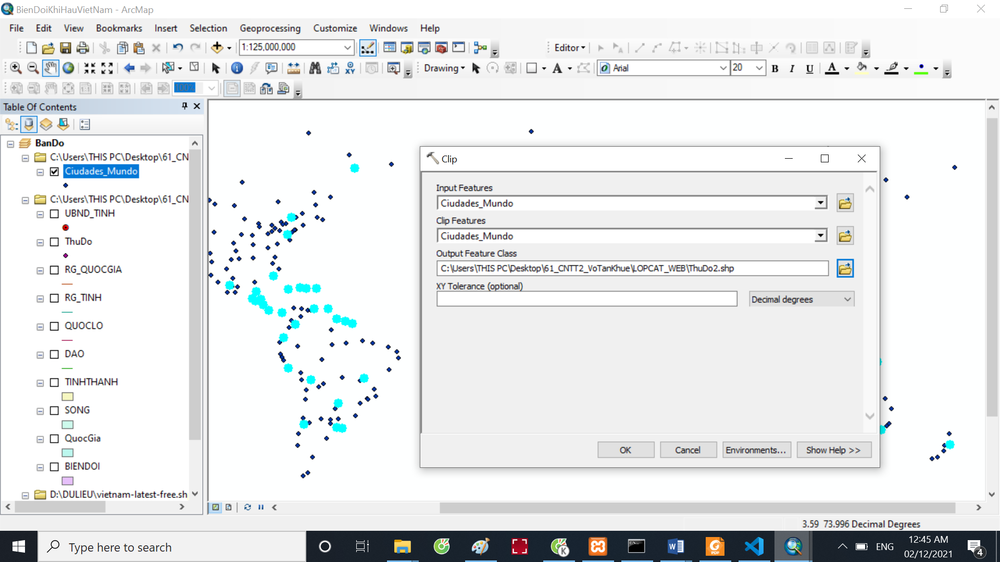 BienDoiKhiHauVietNam - ArcMap
File Edit View Bookmarks Insert Selection Geoprocessing Customize Windows Help
1:125,000,000
Editor
Drawing
Arial
20
B I U A
100%
Table Of Contents
BanDo
C:\Users\THIS PC\Desktop\61_CN
Ciudades_Mundo
C:\Users\THIS PC\Desktop\61_CN
UBND_TINH
ThuDo
RG_QUOCGIA
RG_TINH
QUOCLO
DAO
TINHTHANH
SONG
QuocGia
BIENDOI
D:\DULIEU\vietnam-latest-free.sh
Clip
Input Features
Ciudades_Mundo
Clip Features
Ciudades_Mundo
Output Feature Class
C:\Users\THIS PC\Desktop\61_CNTT2_VoTanKhue\LOPCAT_WEB\ThuDo2.shp
XY Tolerance (optional)
Decimal degrees
OK
Cancel
Environments...
Show Help >>
3.59 73.996 Decimal Degrees
Type here to search
ENG
12:45 AM
02/12/2021
4